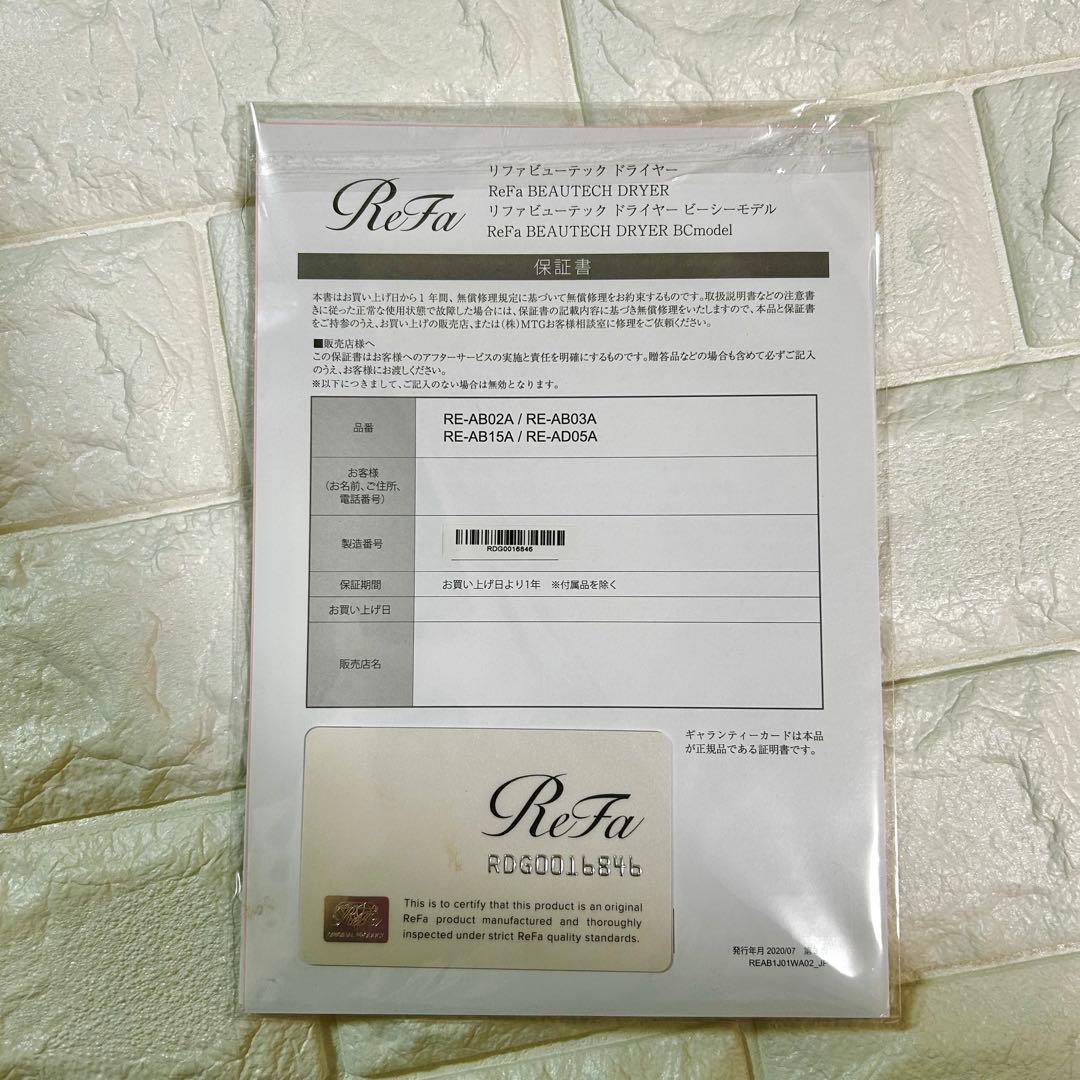 ReFa
リファビューテック ドライヤー
ReFa BEAUTECH DRYER
リファビューテック ドライヤー ビーシーモデル
ReFa BEAUTECH DRYER BCmodel
保証書
本書はお買い上げ日から1年間、無償修理規定に基づいて無償修理をお約束するものです。取扱説明書などの注意書
きに従った正常な使用状態で故障した場合には、保証書の記載内容に基づき無償修理をいたしますので、本品と保証書
をご持参のうえ、お買い上げの販売店、または(株)MTGお客様相談室に修理をご依頼ください。
■販売店様へ
この保証書はお客様へのアフターサービスの実施と責任を明確にするものです。贈答品などの場合も含めて必ずご記入
のうえ、お客様にお渡しください。
※以下につきまして、ご記入のない場合は無効となります。
品番
RE-AB02A / RE-AB03A
RE-AB15A / RE-AD05A
お客様
(お名前、ご住所、
電話番号)
製造番号
RDG0016846
保証期間
お買い上げ日より1年 ※付属品を除く
お買い上げ日
販売店名
ギャランティーカードは本品
が正規品である証明書です。
ReFa
RDG0016846
This is to certify that this product is an original
ReFa product manufactured and thoroughly
inspected under strict ReFa quality standards.
ORIGINAL PRODUCT
発行年月 2020/07 第
REAB1J01WA02_JP